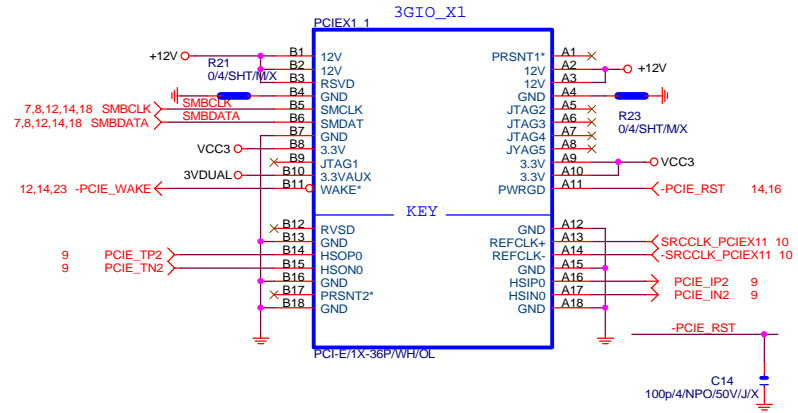 3GIO_X1
PCIEX1_1
+12V
R21
0/4/SHT/M/X
B1 12V PRSNT1* A1
B2 12V 12V A2 +12V
B3 RSVD 12V A3
B4 GND GND A4
7,8,12,14,18 SMBCLK SMBCLK B5 SMCLK JTAG2 A5
7,8,12,14,18 SMBDATA SMBDATA B6 SMDAT JTAG3 A6
R23
0/4/SHT/M/X
B7 GND JTAG4 A7
VCC3 B8 3.3V JYAG5 A8
B9 JTAG1 3.3V A9 VCC3
3VDUAL B10 3.3VAUX 3.3V A10
12,14,23 -PCIE_WAKE B11 WAKE* PWRGD A11 -PCIE_RST 14,16
KEY
B12 RVSD GND A12
B13 GND REFCLK+ A13 SRCCLK_PCIEX11 10
9 PCIE_TP2 B14 HSOP0 REFCLK- A14 -SRCCLK_PCIEX11 10
9 PCIE_TN2 B15 HSON0 GND A15
B16 GND HSIP0 A16 PCIE_IP2 9
B17 PRSNT2* HSIN0 A17 PCIE_IN2 9
B18 GND GND A18
-PCIE_RST
PCI-E/1X-36P/WH/OL
C14
100p/4/NPO/50V/J/X